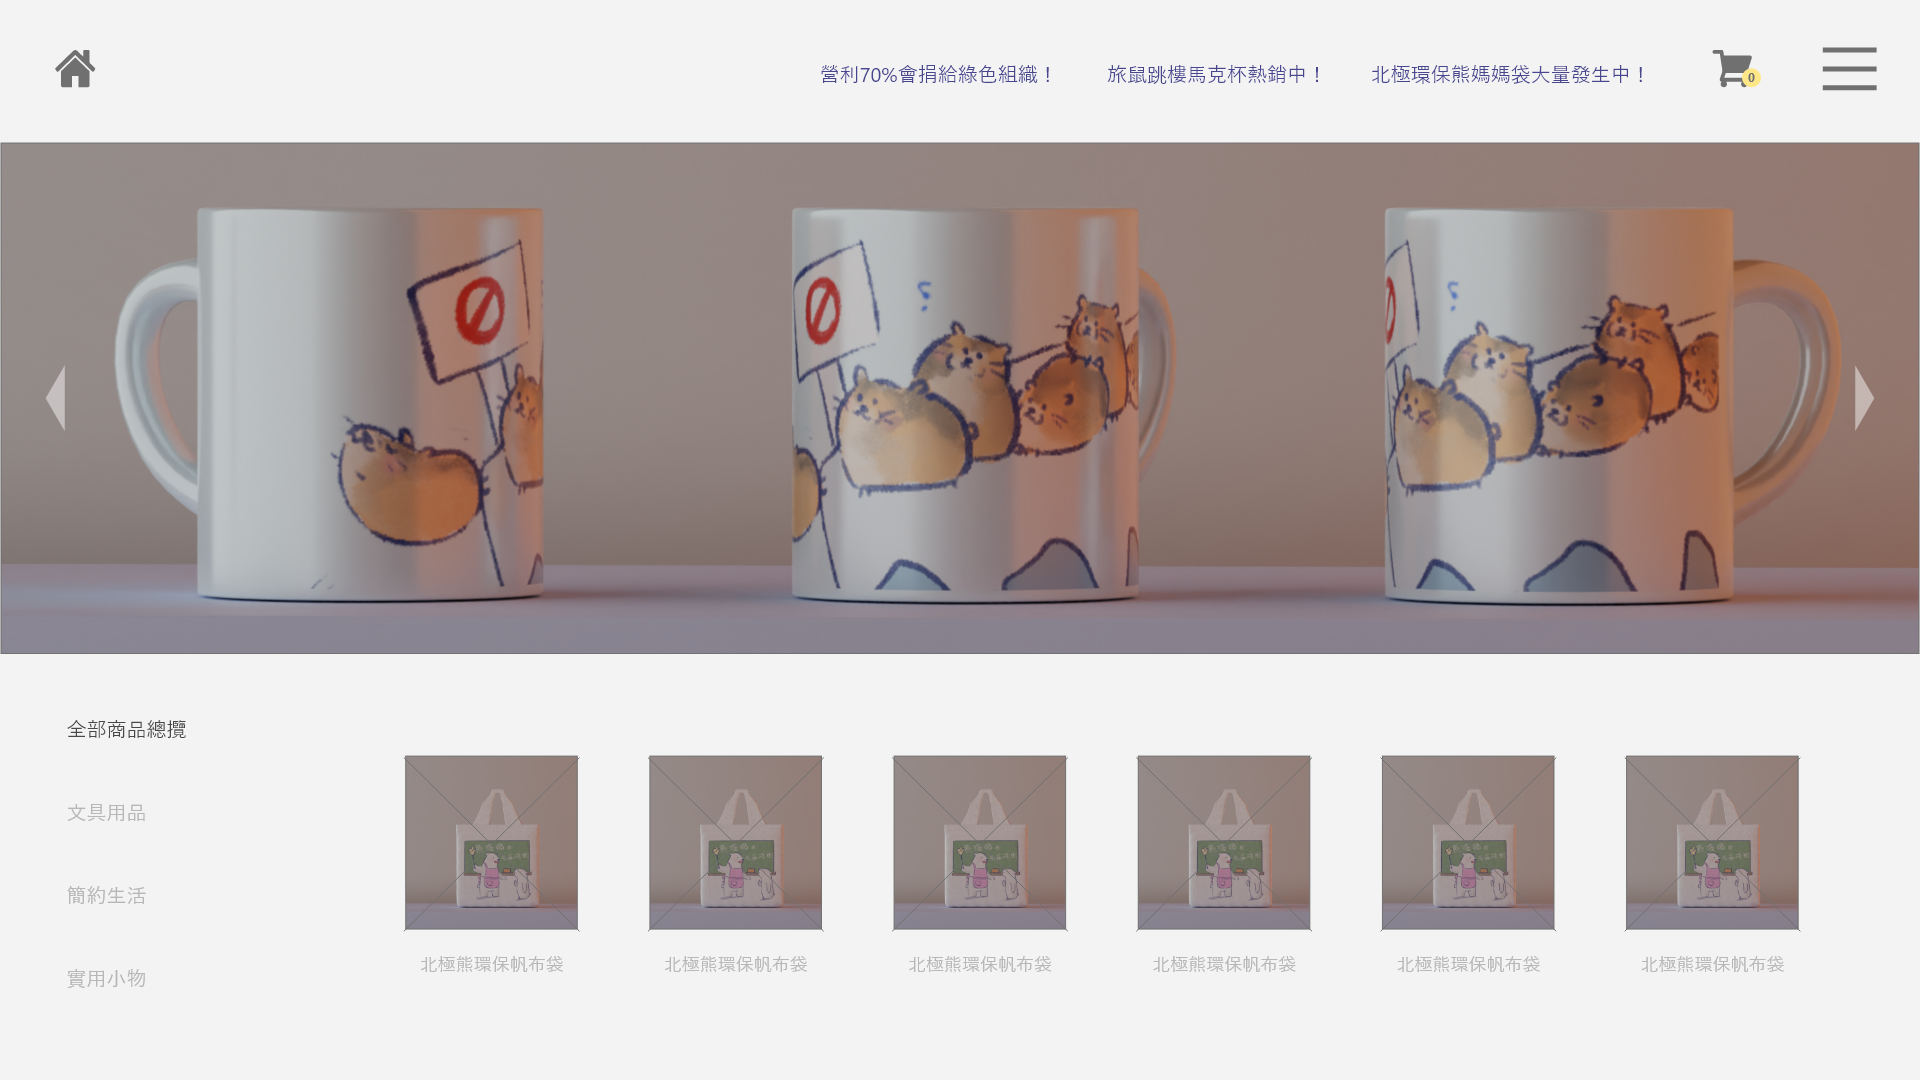 營利70%會捐給綠色組織！
旅鼠跳樓馬克杯熱銷中！
北極環保熊媽媽袋大量發生中！
0
全部商品總攬
文具用品
簡約生活
實用小物
北極熊環保帆布袋
北極熊環保帆布袋
北極熊環保帆布袋
北極熊環保帆布袋
北極熊環保帆布袋
北極熊環保帆布袋